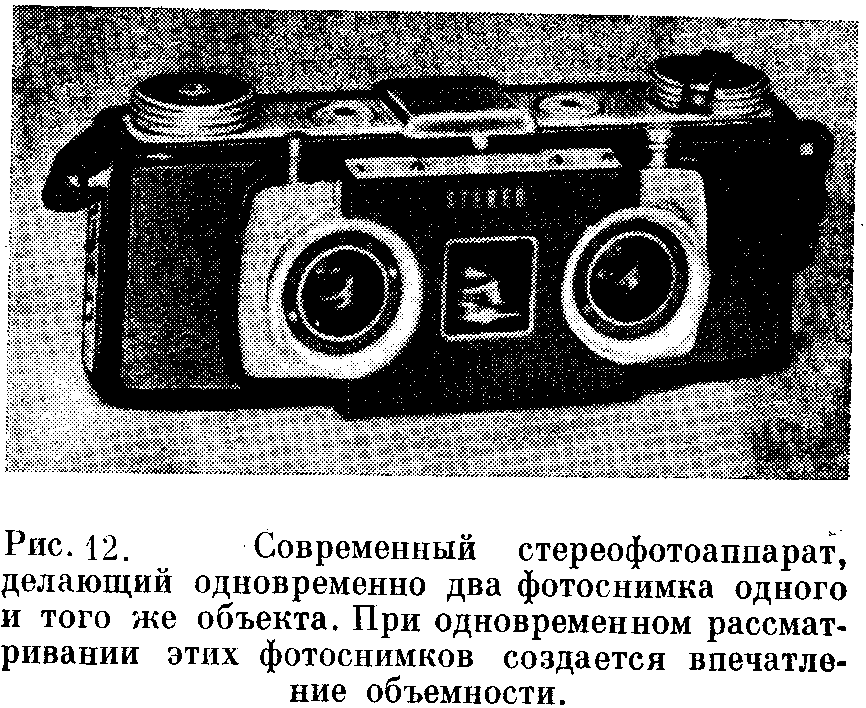 STEREO
Рис. 12. Современный стереофотоаппарат,
делающий одновременно два фотоснимка одного
и того же объекта. При одновременном рассмат-
ривании этих фотоснимков создается впечатле-
ние объемности.